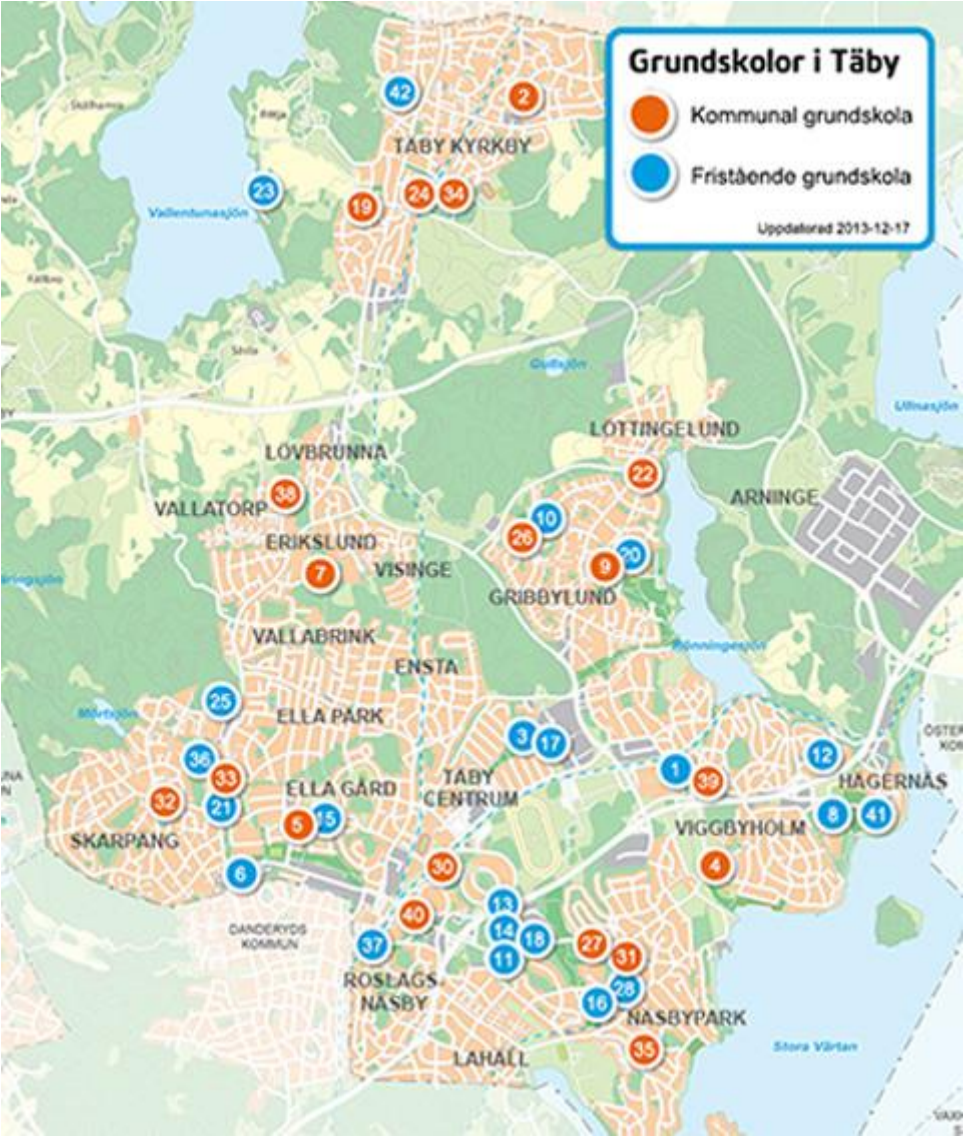 Grundskolor i Täby
Kommunal grundskola
Fristående grundskola
Uppdaterad 2013-12-17
42
2
TÄBY KYRKBY
23
19
24
34
Vallentunasjön
Skålhamra
Såsta
Gullsjön
Ullnasjön
LÖTTINGELUND
LÖVBRUNNA
22
38
VALLATORP
ARNINGE
10
26
ERIKSLUND
7
VISINGE
9
20
GRIBBYLUND
VALLABRINK
Rönningesjön
ENSTA
25
Mörtsjön
ELLA PARK
3
17
36
33
1
39
12
TÄBY
CENTRUM
ELLA GÅRD
HÄGERNÄS
32
21
5
15
8
41
SKARPÄNG
VIGGBYHOLM
6
30
4
13
40
14
18
11
37
27
31
28
16
DANDERYDS
KOMMUN
ROSLAGS-
NÄSBY
NÄSBYPARK
35
LAHÄLL
Stora Värtan